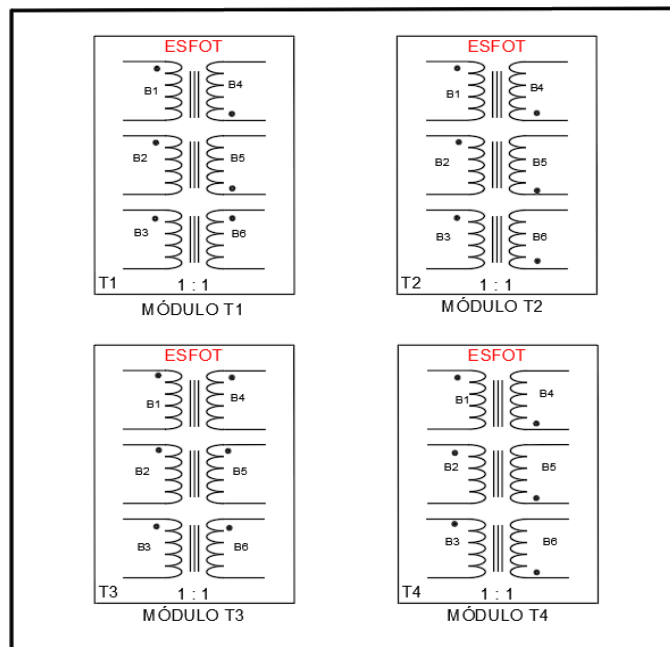 ESFOT
B1 B4
B2 B5
B3 B6
T1 1 : 1
MÓDULO T1
ESFOT
B1 B4
B2 B5
B3 B6
T2 1 : 1
MÓDULO T2
ESFOT
B1 B4
B2 B5
B3 B6
T3 1 : 1
MÓDULO T3
ESFOT
B1 B4
B2 B5
B3 B6
T4 1 : 1
MÓDULO T4